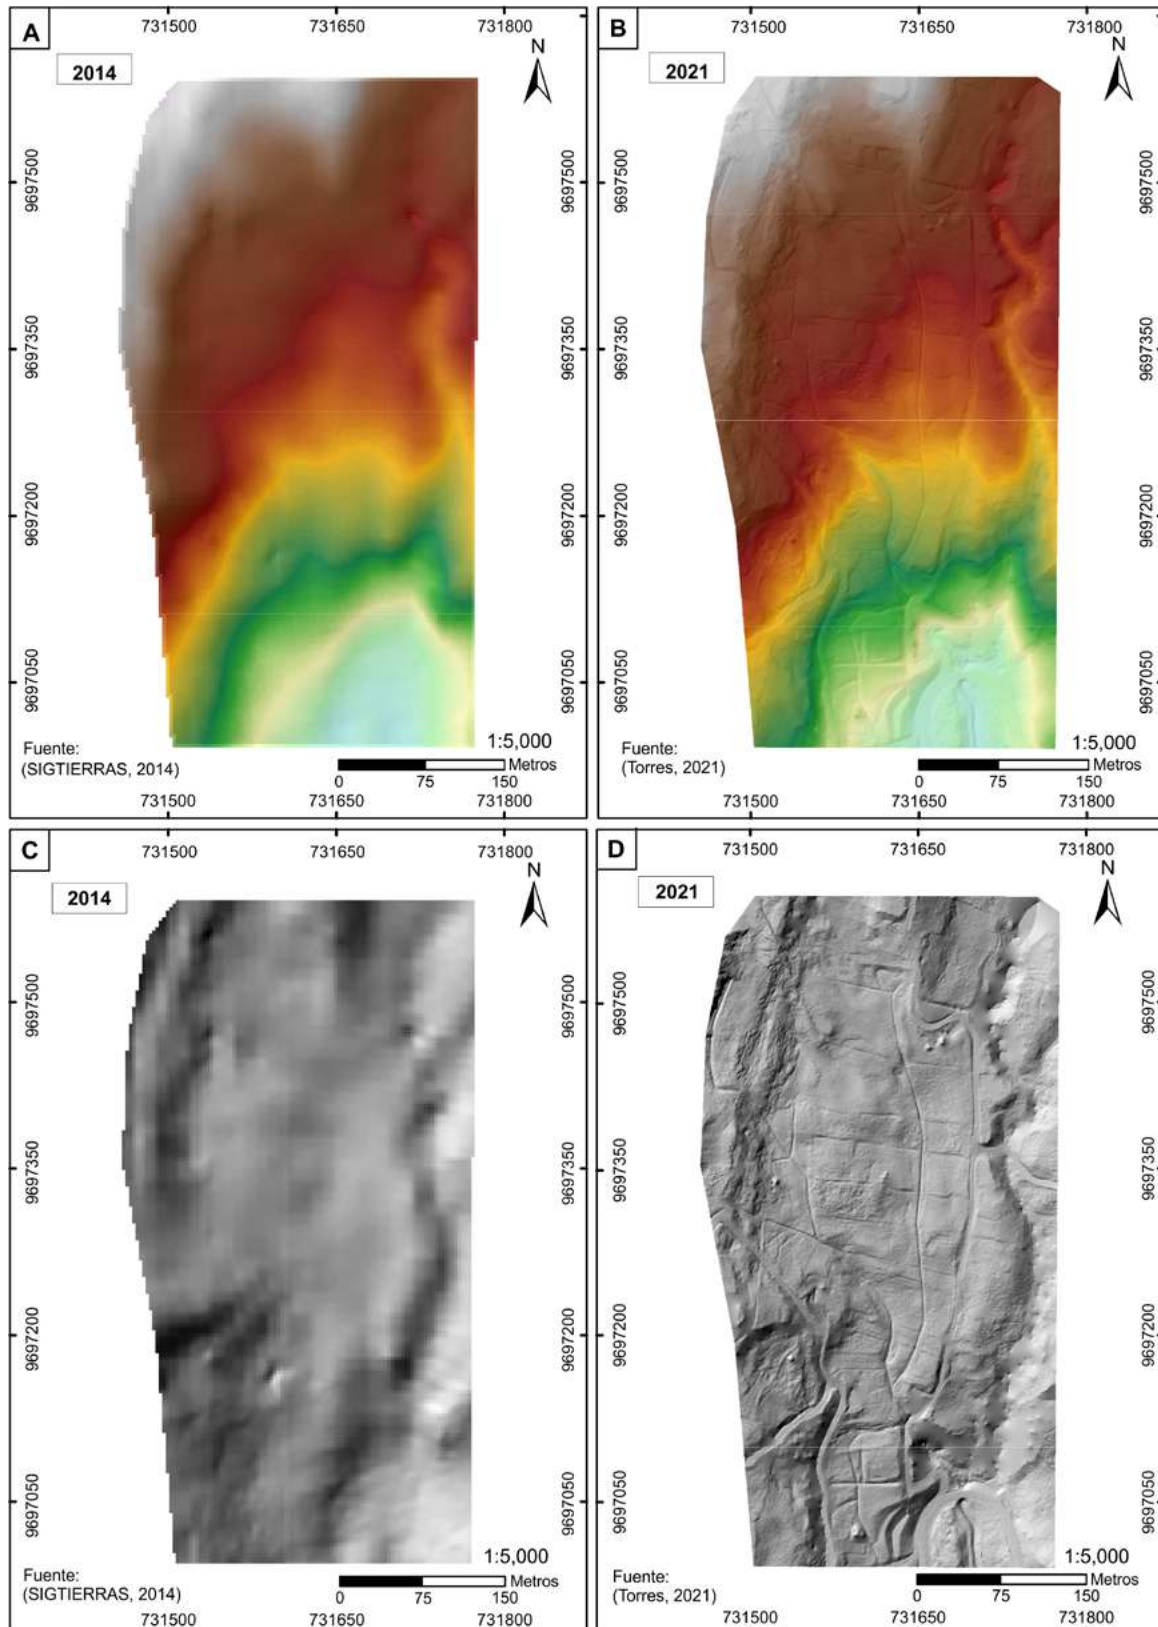 A
731500 731650 731800
2014
N
9697500 9697500
9697350 9697350
9697200 9697200
9697050 9697050
Fuente:
(SIGTIERRAS, 2014)
1:5,000
Metros
0 75 150
731500 731650 731800
B
731500 731650 731800
2021
N
9697500 9697500
9697350 9697350
9697200 9697200
9697050 9697050
Fuente:
(Torres, 2021)
1:5,000
Metros
0 75 150
731500 731650 731800
C
731500 731650 731800
2014
N
9697500 9697500
9697350 9697350
9697200 9697200
9697050 9697050
Fuente:
(SIGTIERRAS, 2014)
1:5,000
Metros
0 75 150
731500 731650 731800
D
731500 731650 731800
2021
N
9697500 9697500
9697350 9697350
9697200 9697200
9697050 9697050
Fuente:
(Torres, 2021)
1:5,000
Metros
0 75 150
731500 731650 731800